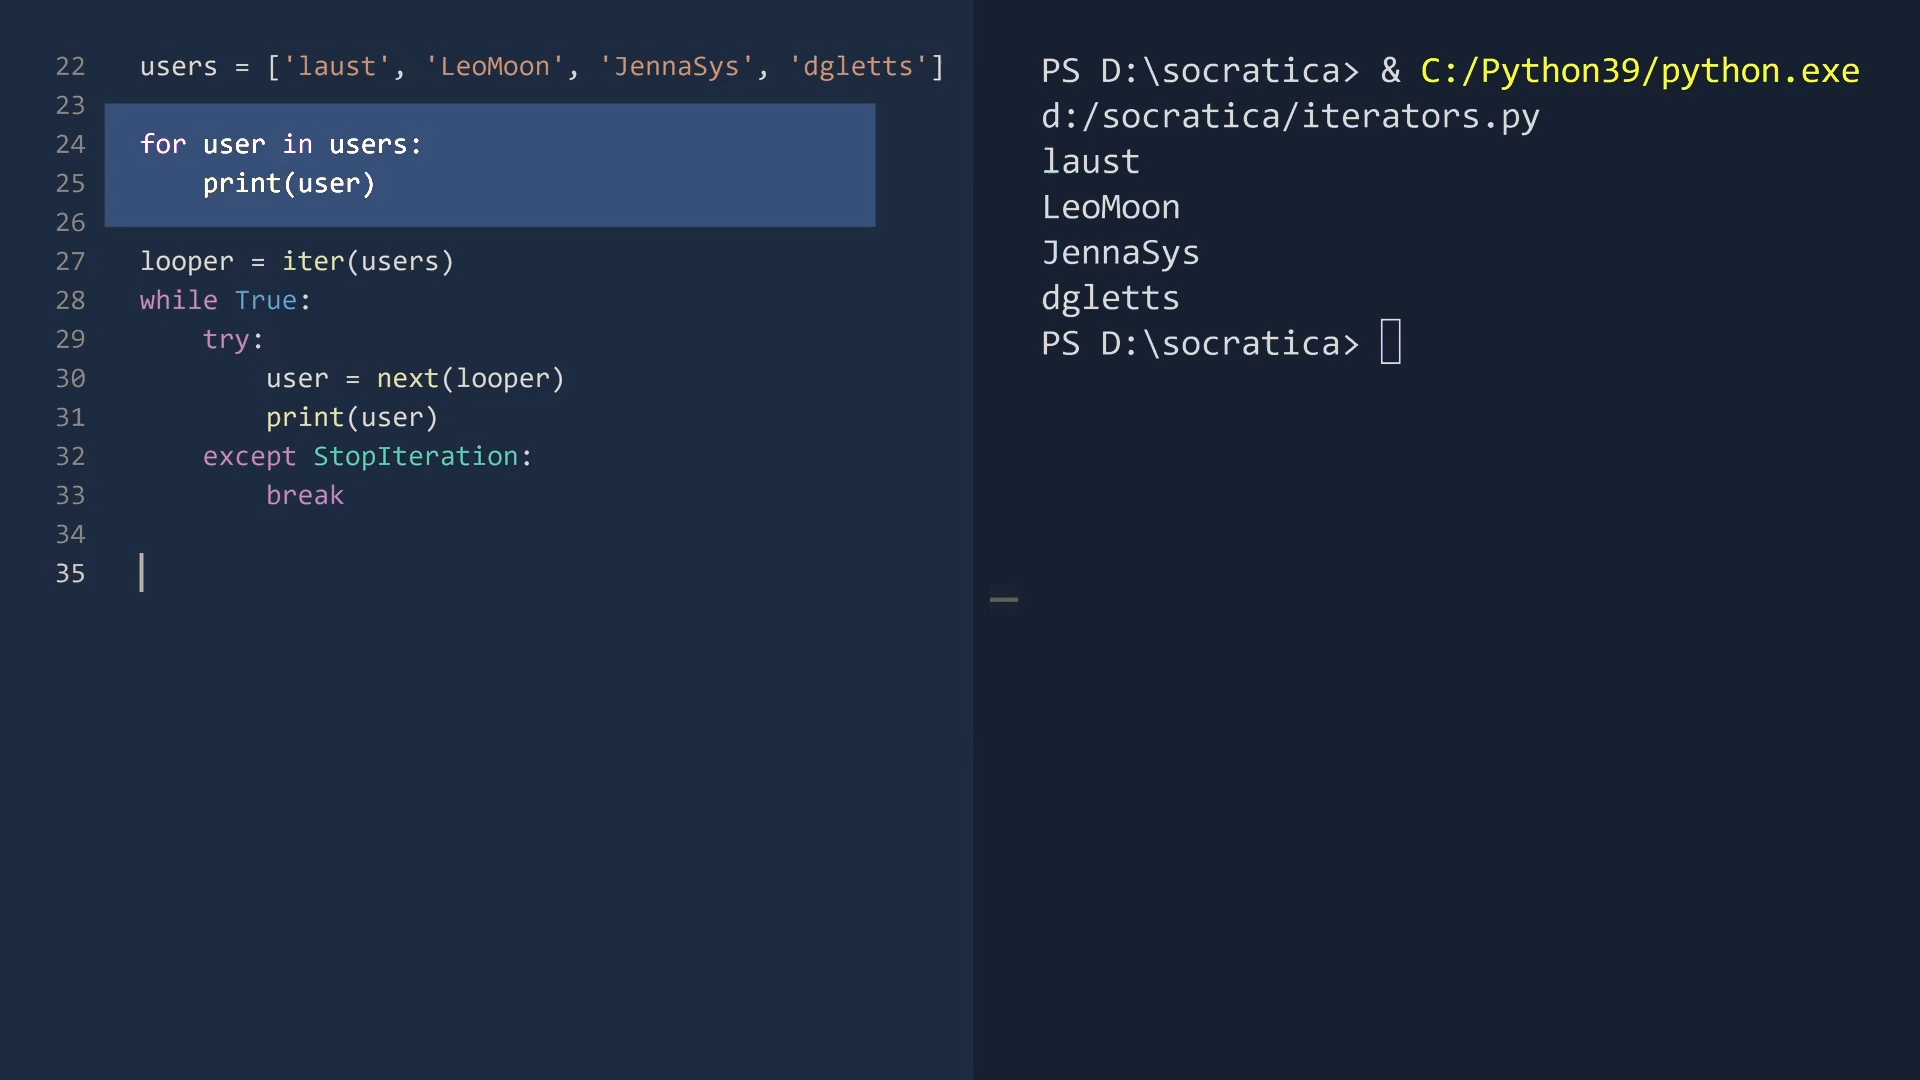 22 users = ['laust', 'LeoMoon', 'JennaSys', 'dgletts']
23
24 for user in users:
25     print(user)
26
27 looper = iter(users)
28 while True:
29     try:
30         user = next(looper)
31         print(user)
32     except StopIteration:
33         break
34
35
PS D:\socratica> & C:/Python39/python.exe
d:/socratica/iterators.py
laust
LeoMoon
JennaSys
dgletts
PS D:\socratica>